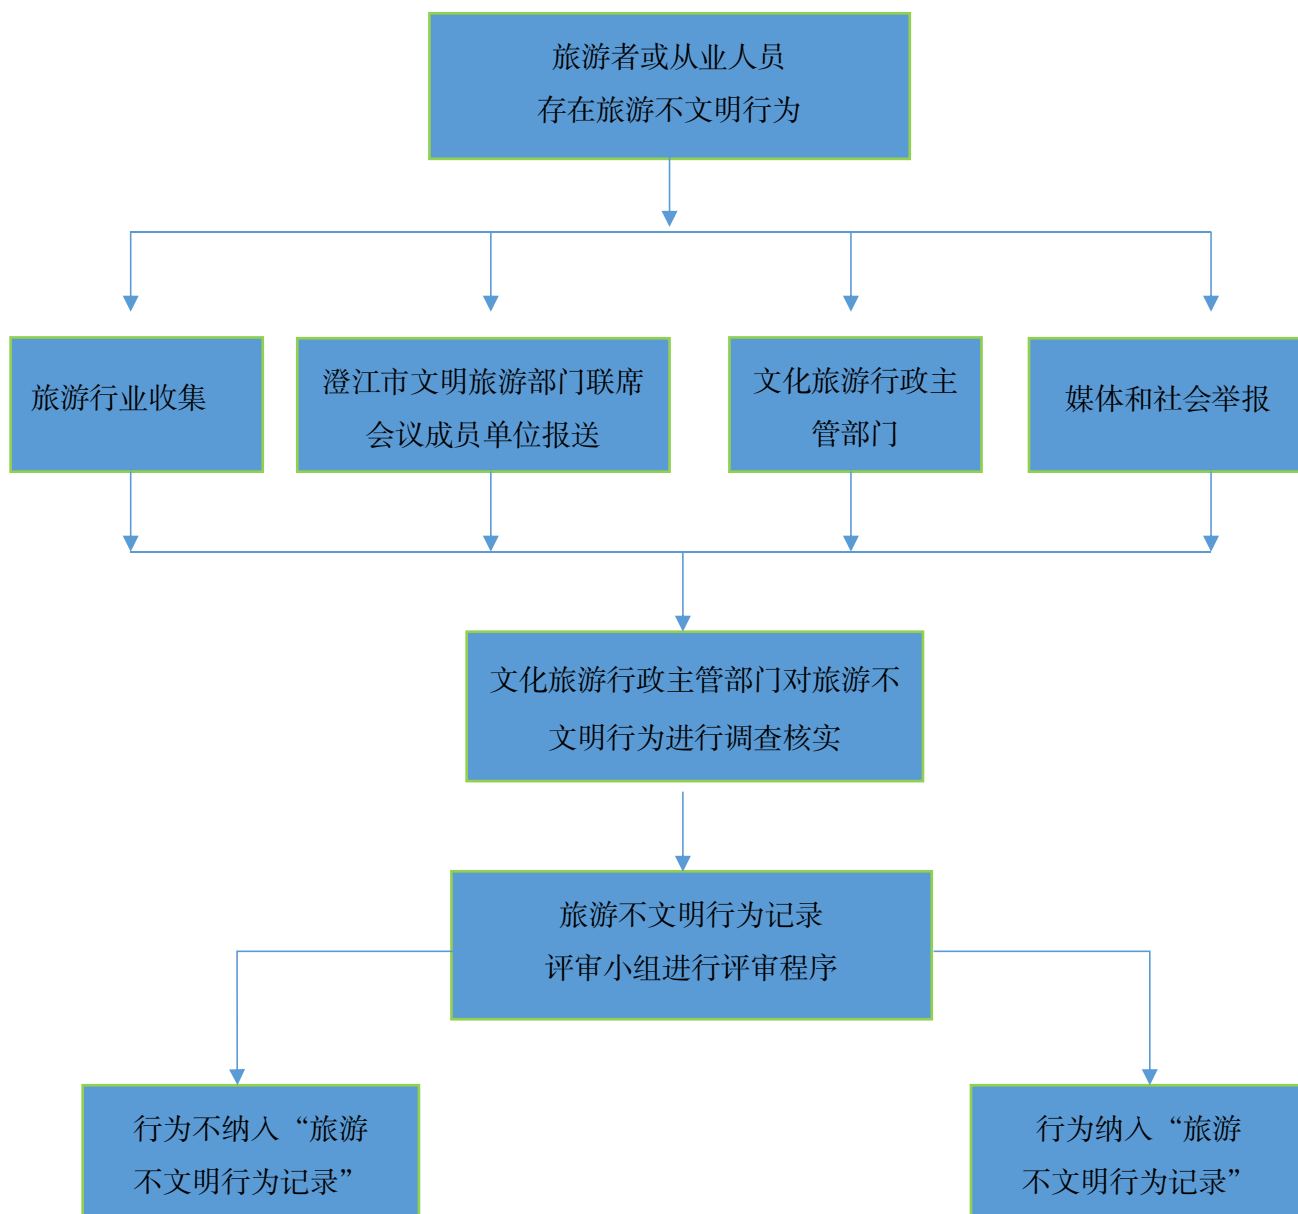 旅游者或从业人员
存在旅游不文明行为
旅游行业收集
澄江市文明旅游部门联席
会议成员单位报送
文化旅游行政主
管部门
媒体和社会举报
文化旅游行政主管部门对旅游不
文明行为进行调查核实
旅游不文明行为记录
评审小组进行评审程序
行为不纳入“旅游
不文明行为记录”
行为纳入“旅游
不文明行为记录”